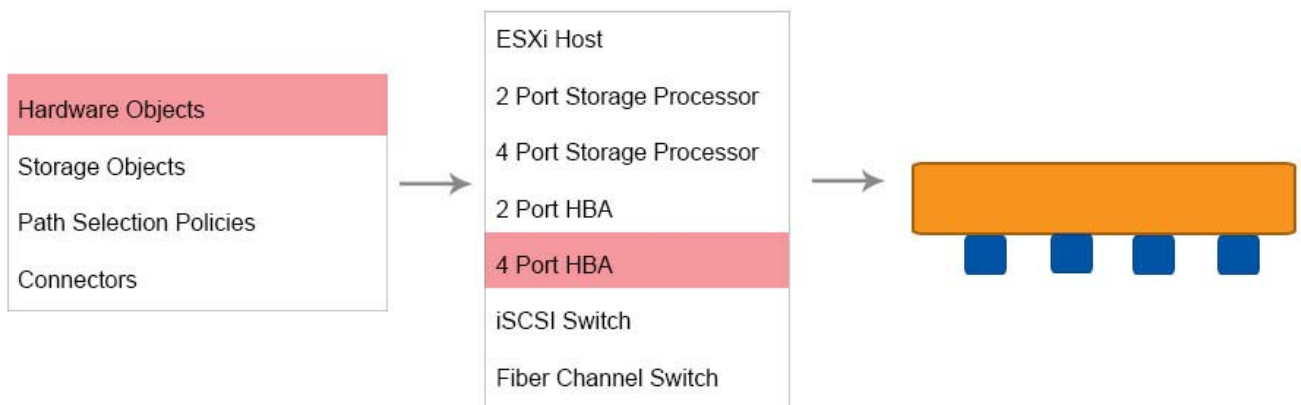 Hardware Objects
Storage Objects
Path Selection Policies
Connectors
ESXi Host
2 Port Storage Processor
4 Port Storage Processor
2 Port HBA
4 Port HBA
iSCSI Switch
Fiber Channel Switch